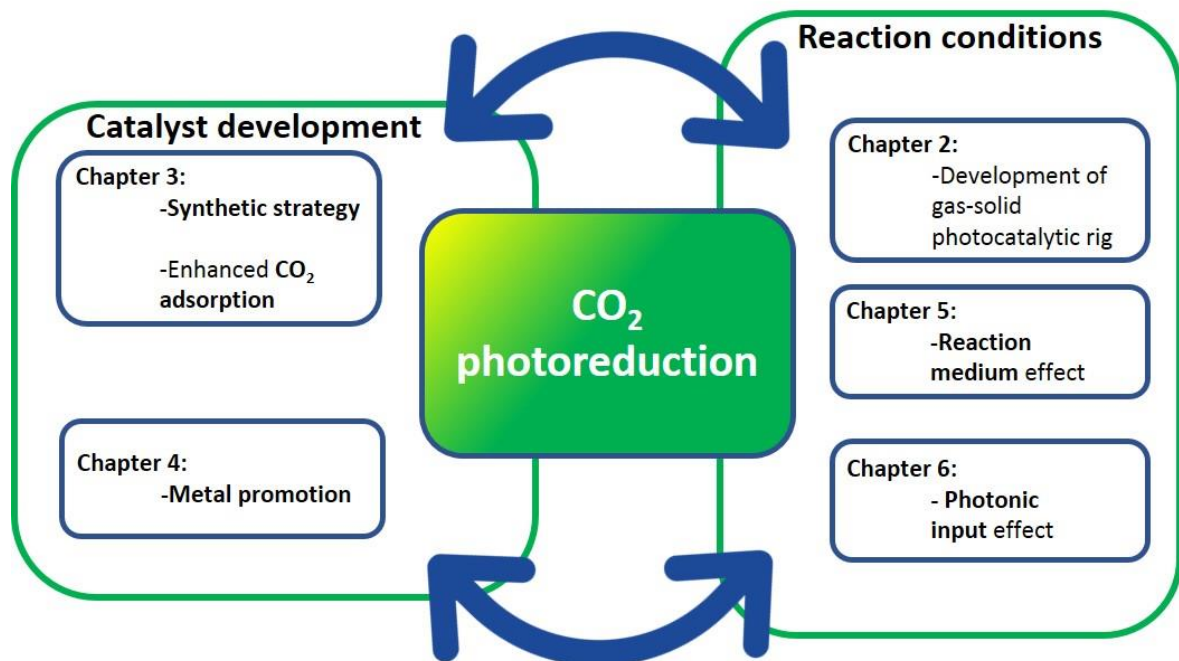 Catalyst development
Chapter 3:
-Synthetic strategy
-Enhanced CO₂
adsorption
Chapter 4:
-Metal promotion
CO₂
photoreduction
Reaction conditions
Chapter 2:
-Development of
gas-solid
photocatalytic rig
Chapter 5:
-Reaction
medium effect
Chapter 6:
- Photonic
input effect